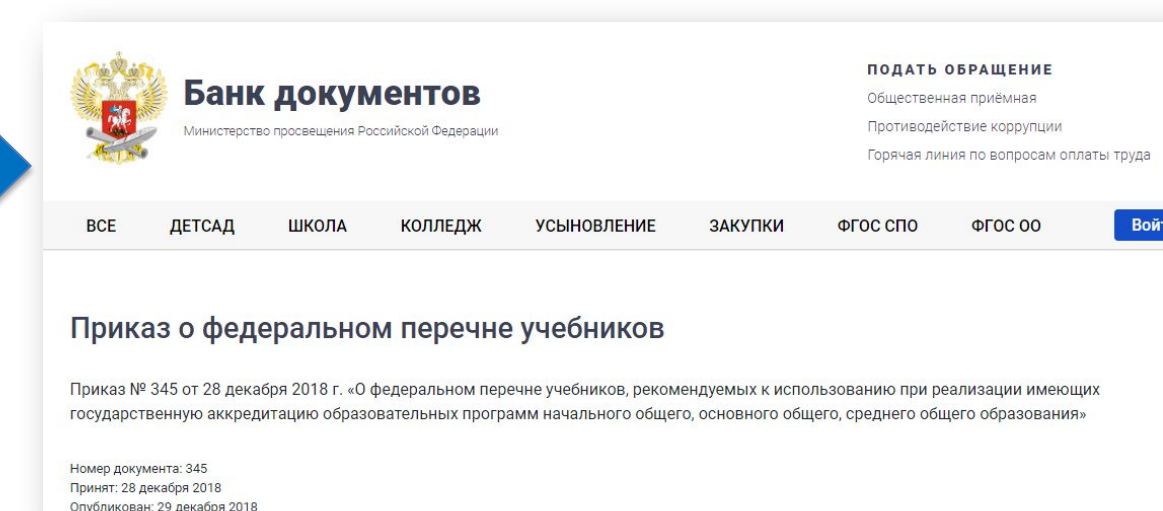 Банк документов
Министерство просвещения Российской Федерации
ПОДАТЬ ОБРАЩЕНИЕ
Общественная приёмная
Противодействие коррупции
Горячая линия по вопросам оплаты труда
ВСЕ ДЕТСАД ШКОЛА КОЛЛЕДЖ УСЫНОВЛЕНИЕ ЗАКУПКИ ФГОС СПО ФГОС ОО
Приказ о федеральном перечне учебников
Приказ № 345 от 28 декабря 2018 г. «О федеральном перечне учебников, рекомендуемых к использованию при реализации имеющих
государственную аккредитацию образовательных программ начального общего, основного общего, среднего общего образования»
Номер документа: 345
Принят: 28 декабря 2018
Опубликован: 29 декабря 2018